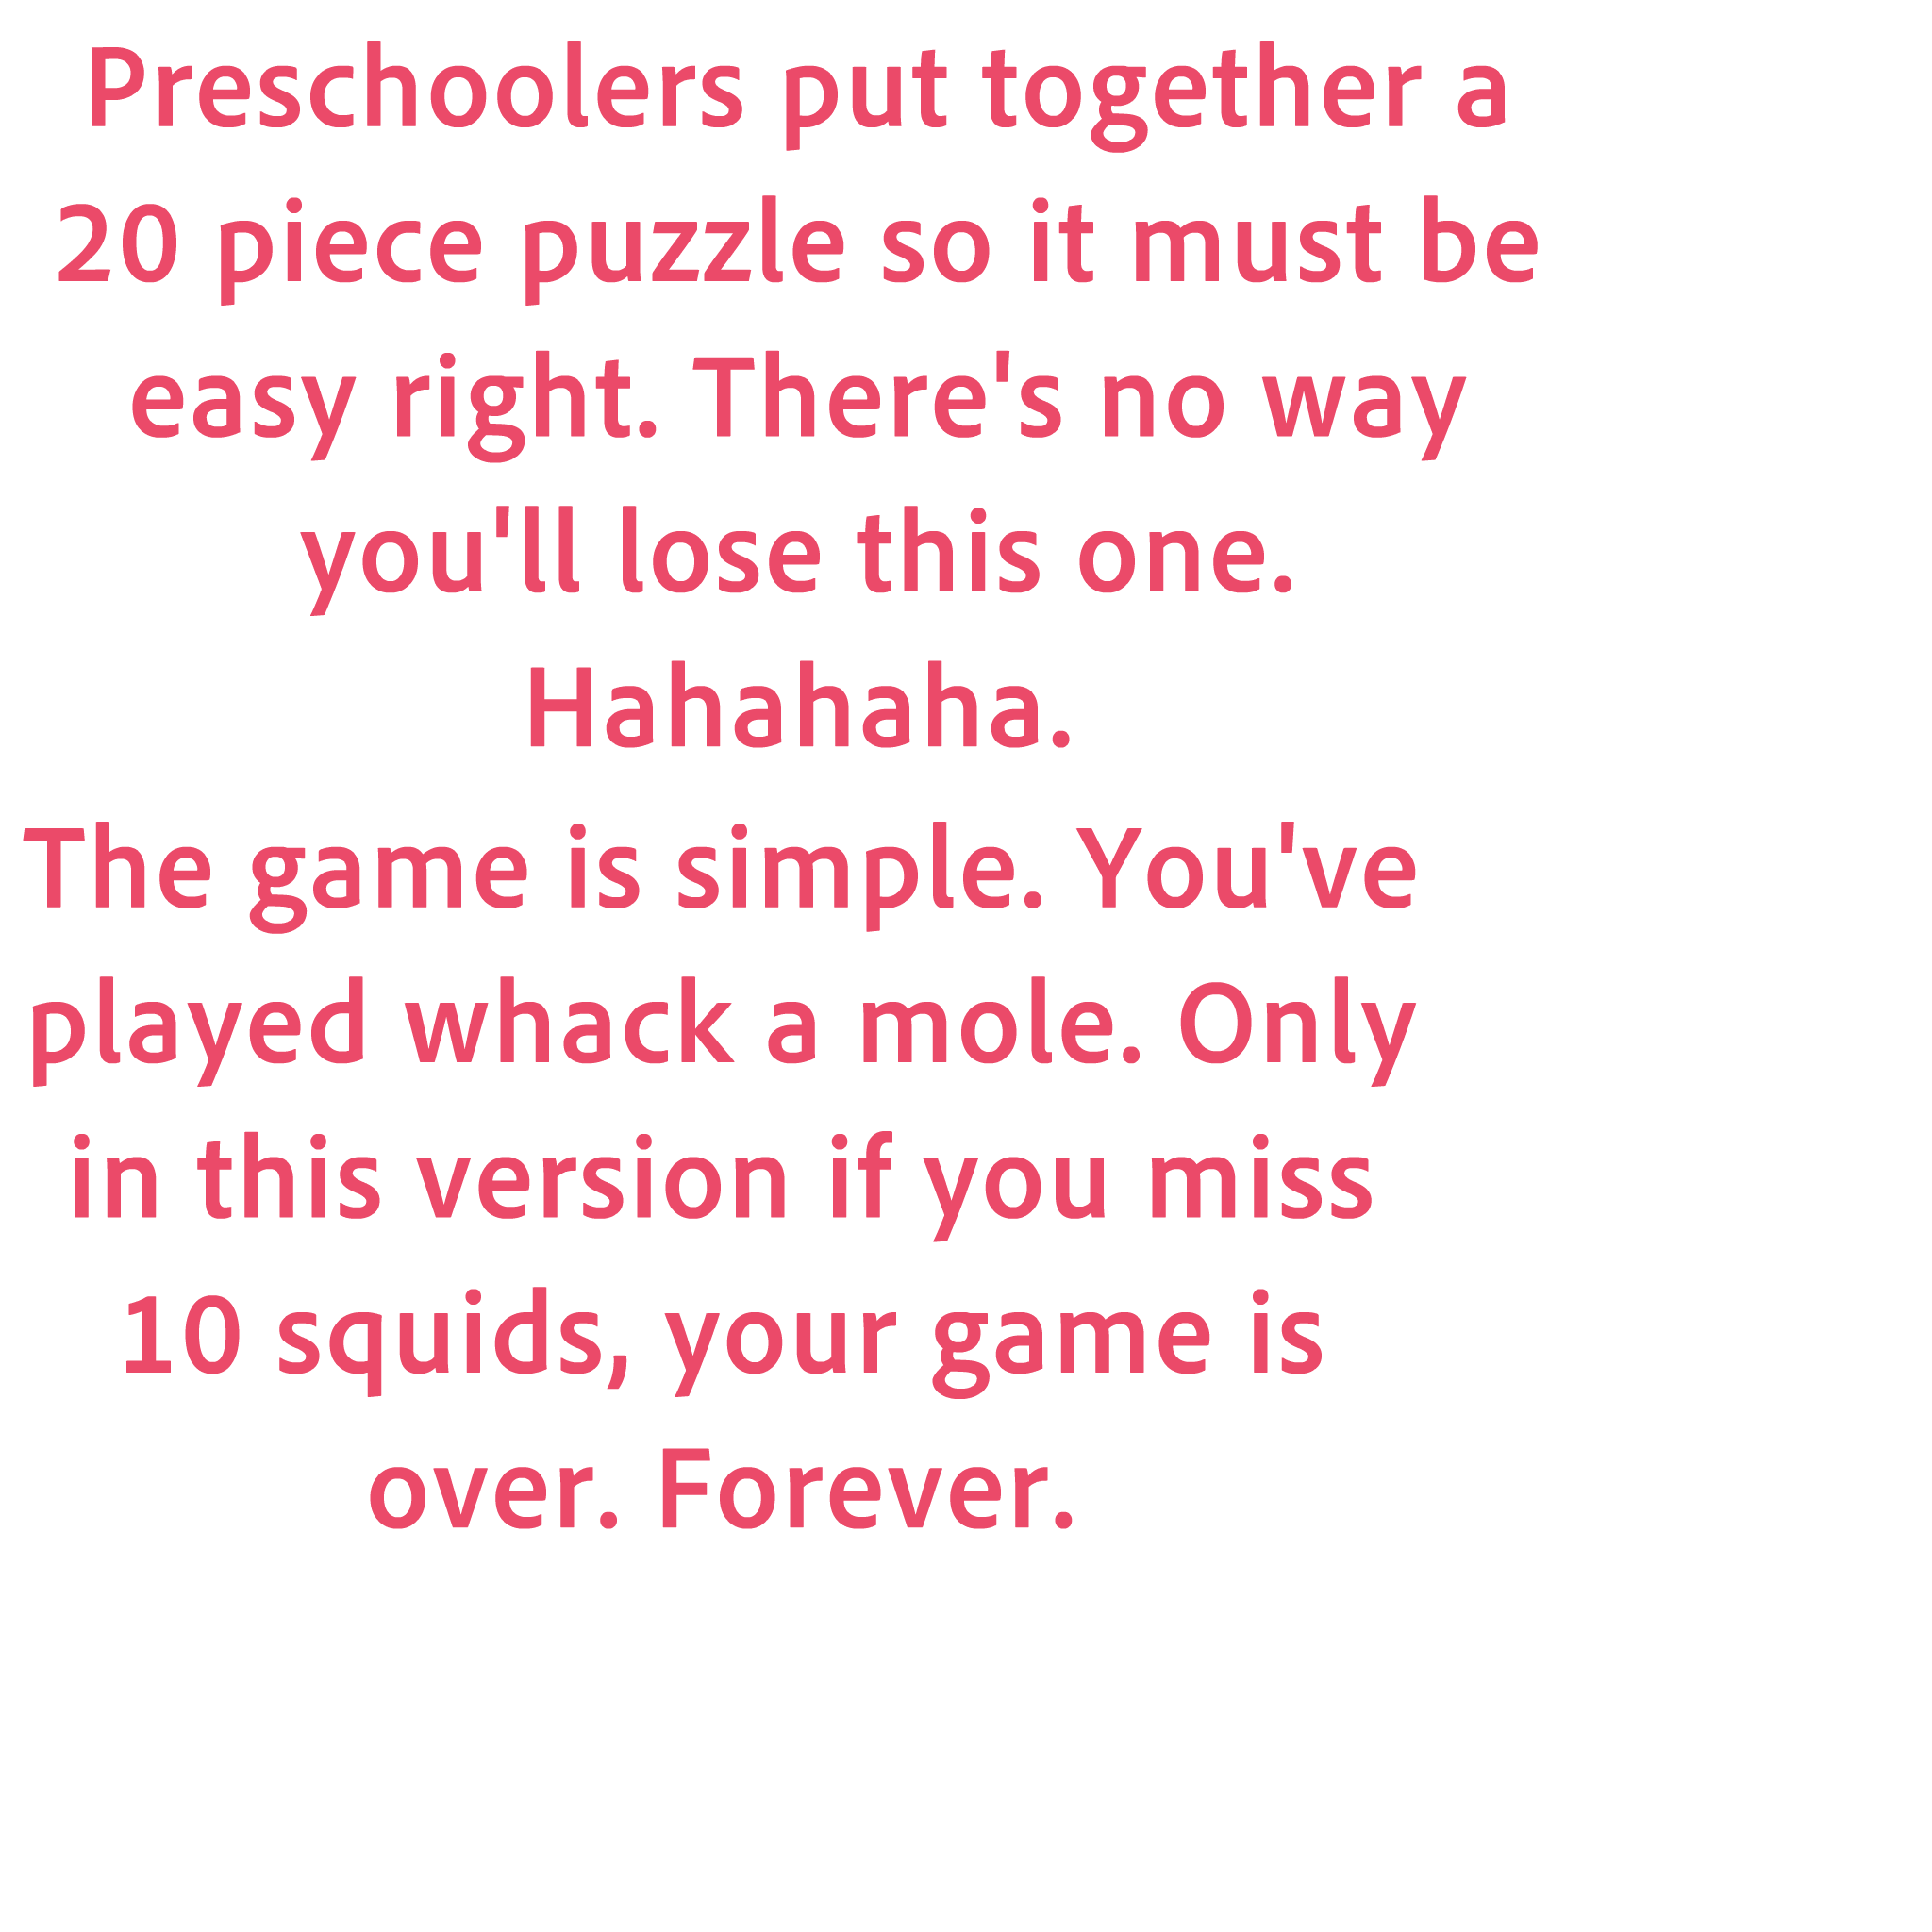 Preschoolers put together a
20 piece puzzle so it must be
easy right. There's no way
you'll lose this one.
Hahahaha.
The game is simple. You've
played whack a mole. Only
in this version if you miss
10 squids, your game is
over. Forever.